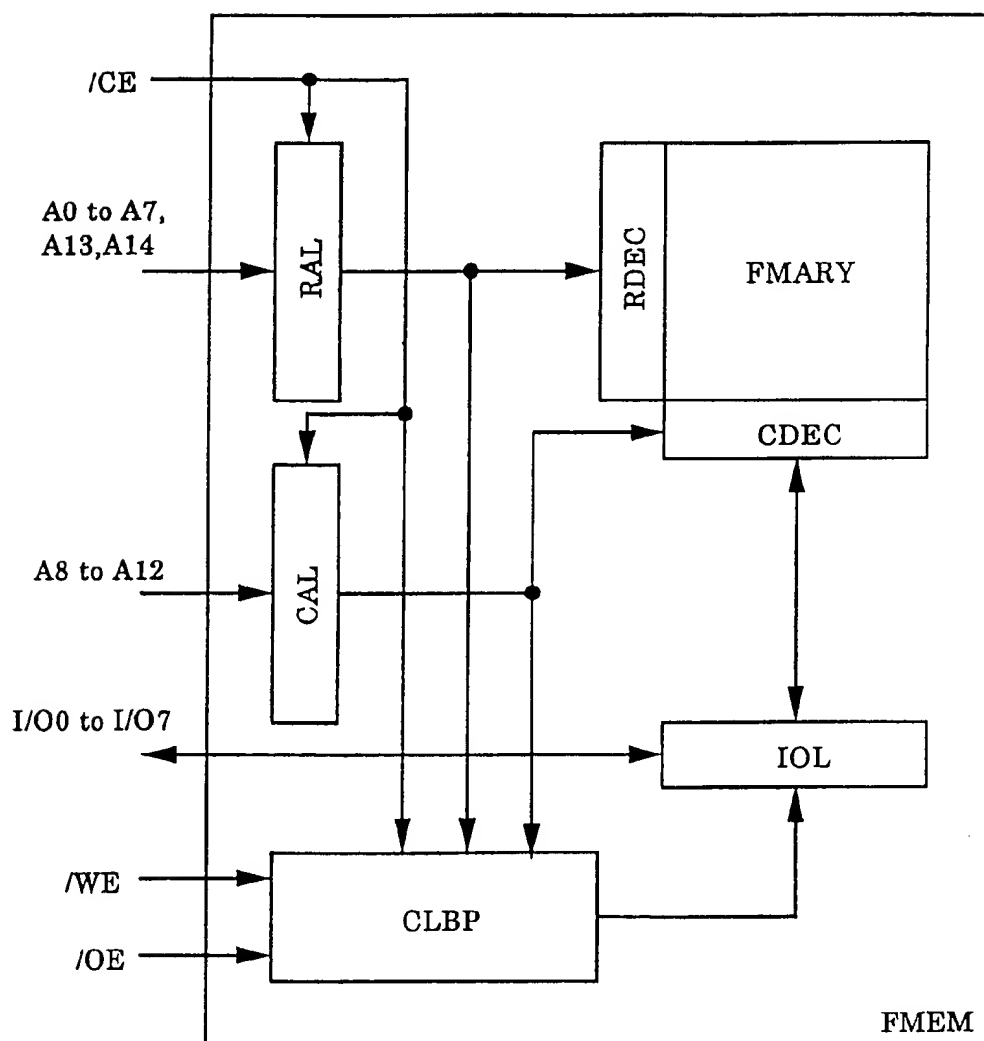 /CE
A0 to A7,
A13,A14
RAL
RDEC
FMARY
CDEC
A8 to A12
CAL
I/O0 to I/O7
IOL
/WE
CLBP
/OE
FMEM